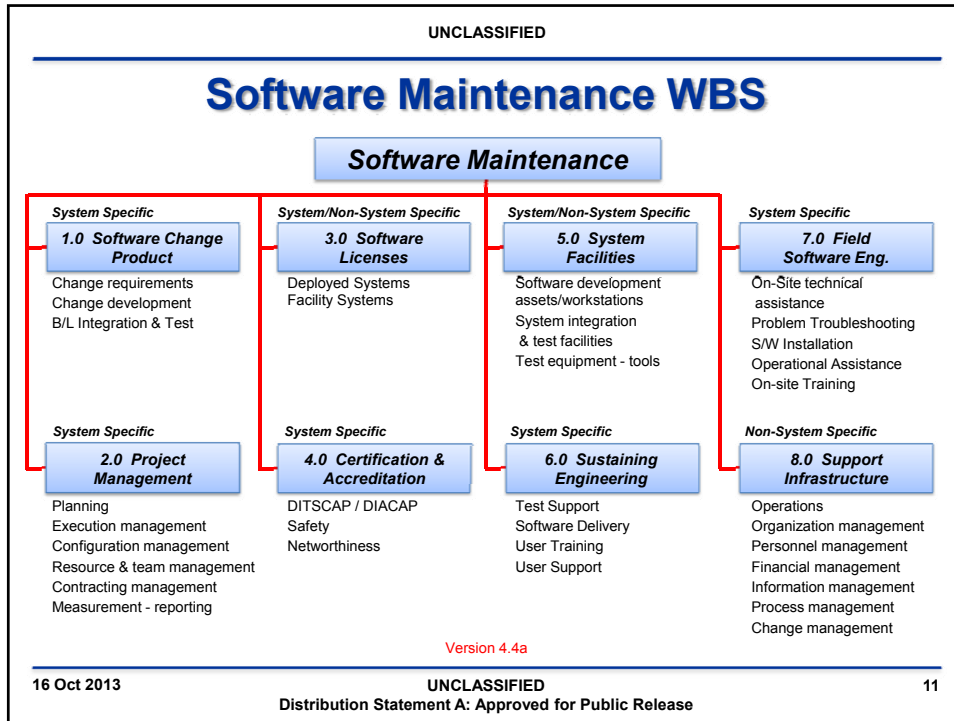 UNCLASSIFIED
Software Maintenance WBS
Software Maintenance
System Specific
1.0 Software Change
Product
Change requirements
Change development
B/L Integration & Test
System/Non-System Specific
3.0 Software
Licenses
Deployed Systems
Facility Systems
System/Non-System Specific
5.0 System
Facilities
Software development
assets/workstations
System integration
& test facilities
Test equipment - tools
System Specific
7.0 Field
Software Eng.
On-Site technical
assistance
Problem Troubleshooting
S/W Installation
Operational Assistance
On-site Training
System Specific
2.0 Project
Management
Planning
Execution management
Configuration management
Resource & team management
Contracting management
Measurement - reporting
System Specific
4.0 Certification &
Accreditation
DITSCAP / DIACAP
Safety
Networthiness
System Specific
6.0 Sustaining
Engineering
Test Support
Software Delivery
User Training
User Support
Non-System Specific
8.0 Support
Infrastructure
Operations
Organization management
Personnel management
Financial management
Information management
Process management
Change management
Version 4.4a
16 Oct 2013
UNCLASSIFIED
11
Distribution Statement A: Approved for Public Release